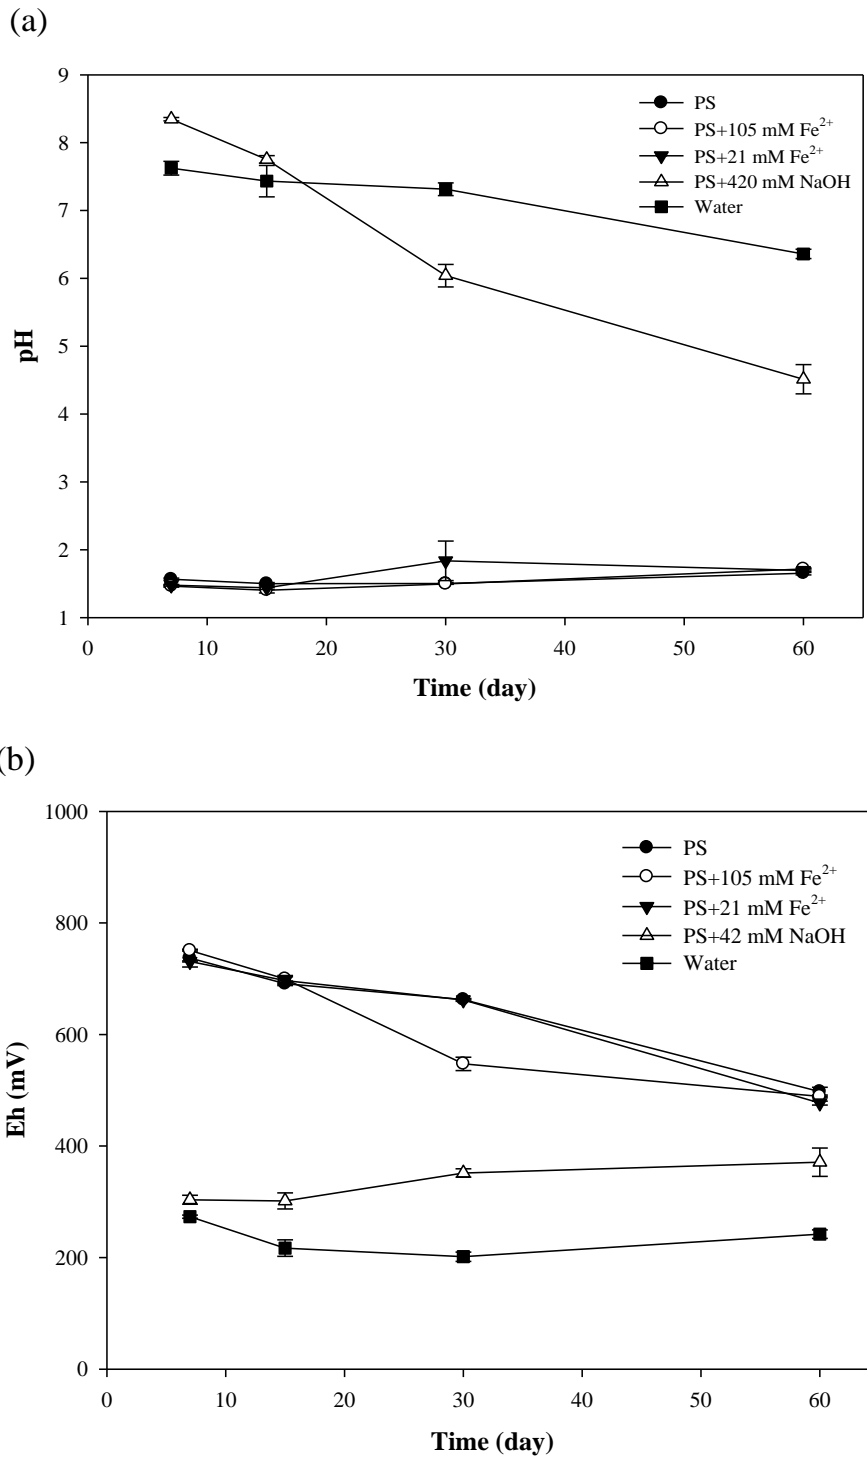 (a)
9
8
7
6
5
4
3
2
1
pH
PS
PS+105 mM Fe²⁺
PS+21 mM Fe²⁺
PS+420 mM NaOH
Water
0 10 20 30 40 50 60
Time (day)
(b)
1000
800
600
400
200
0
Eh (mV)
PS
PS+105 mM Fe²⁺
PS+21 mM Fe²⁺
PS+42 mM NaOH
Water
0 10 20 30 40 50 60
Time (day)